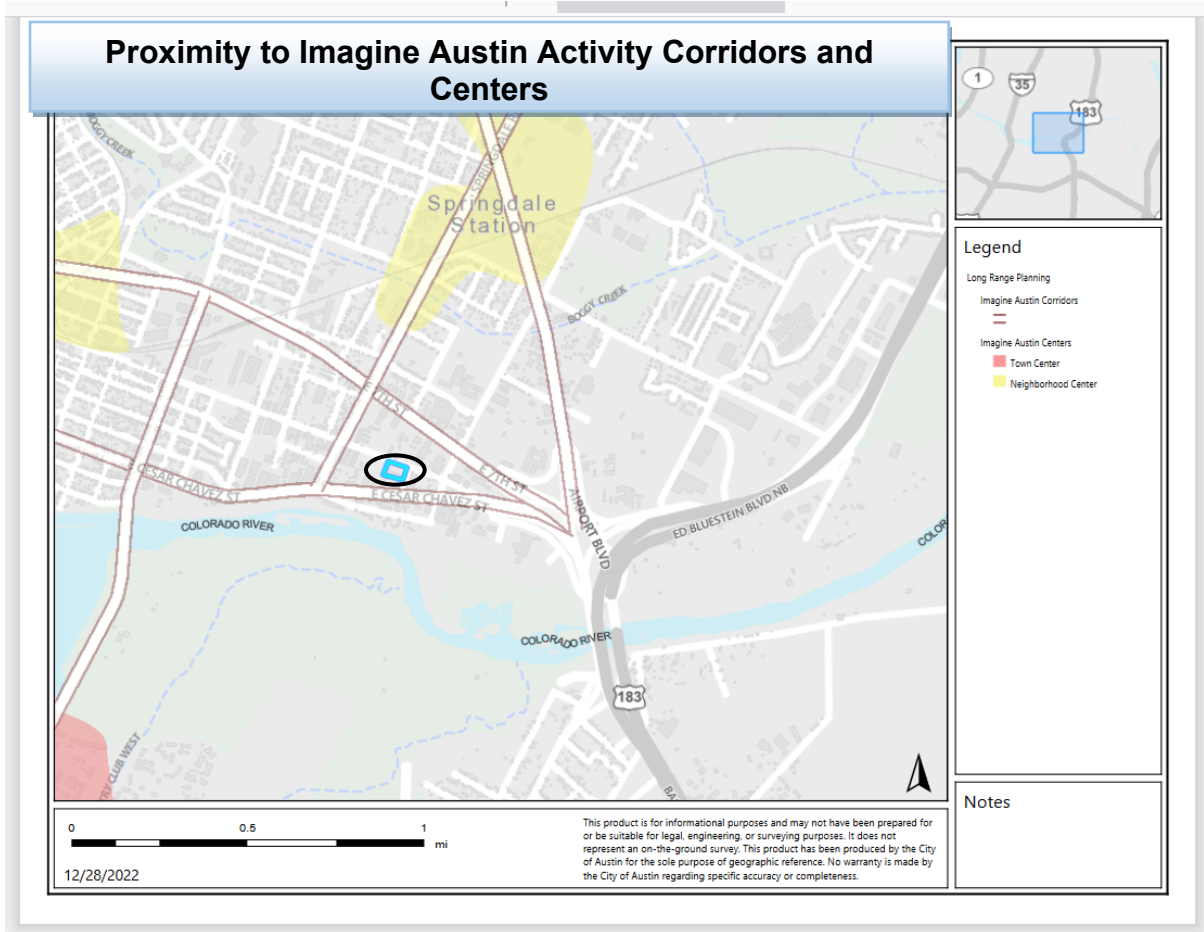 Proximity to Imagine Austin Activity Corridors and
Centers
1
35
183
BOGGY CREEK
SPRINGDALE
Springdale
Station
BOGGY CREEK
E 7TH ST
E 7TH ST
E CESAR CHAVEZ ST
E CESAR CHAVEZ ST
AIRPORT BLVD
ED BLUESTEIN BLVD NB
COLORADO RIVER
COLOR
COLORADO RIVER
183
TRY CLUB WEST
BA
Legend
Long Range Planning
Imagine Austin Corridors
Imagine Austin Centers
Town Center
Neighborhood Center
Notes
0 0.5 1
mi
12/28/2022
This product is for informational purposes and may not have been prepared for
or be suitable for legal, engineering, or surveying purposes. It does not
represent an on-the-ground survey. This product has been produced by the City
of Austin for the sole purpose of geographic reference. No warranty is made by
the City of Austin regarding specific accuracy or completeness.